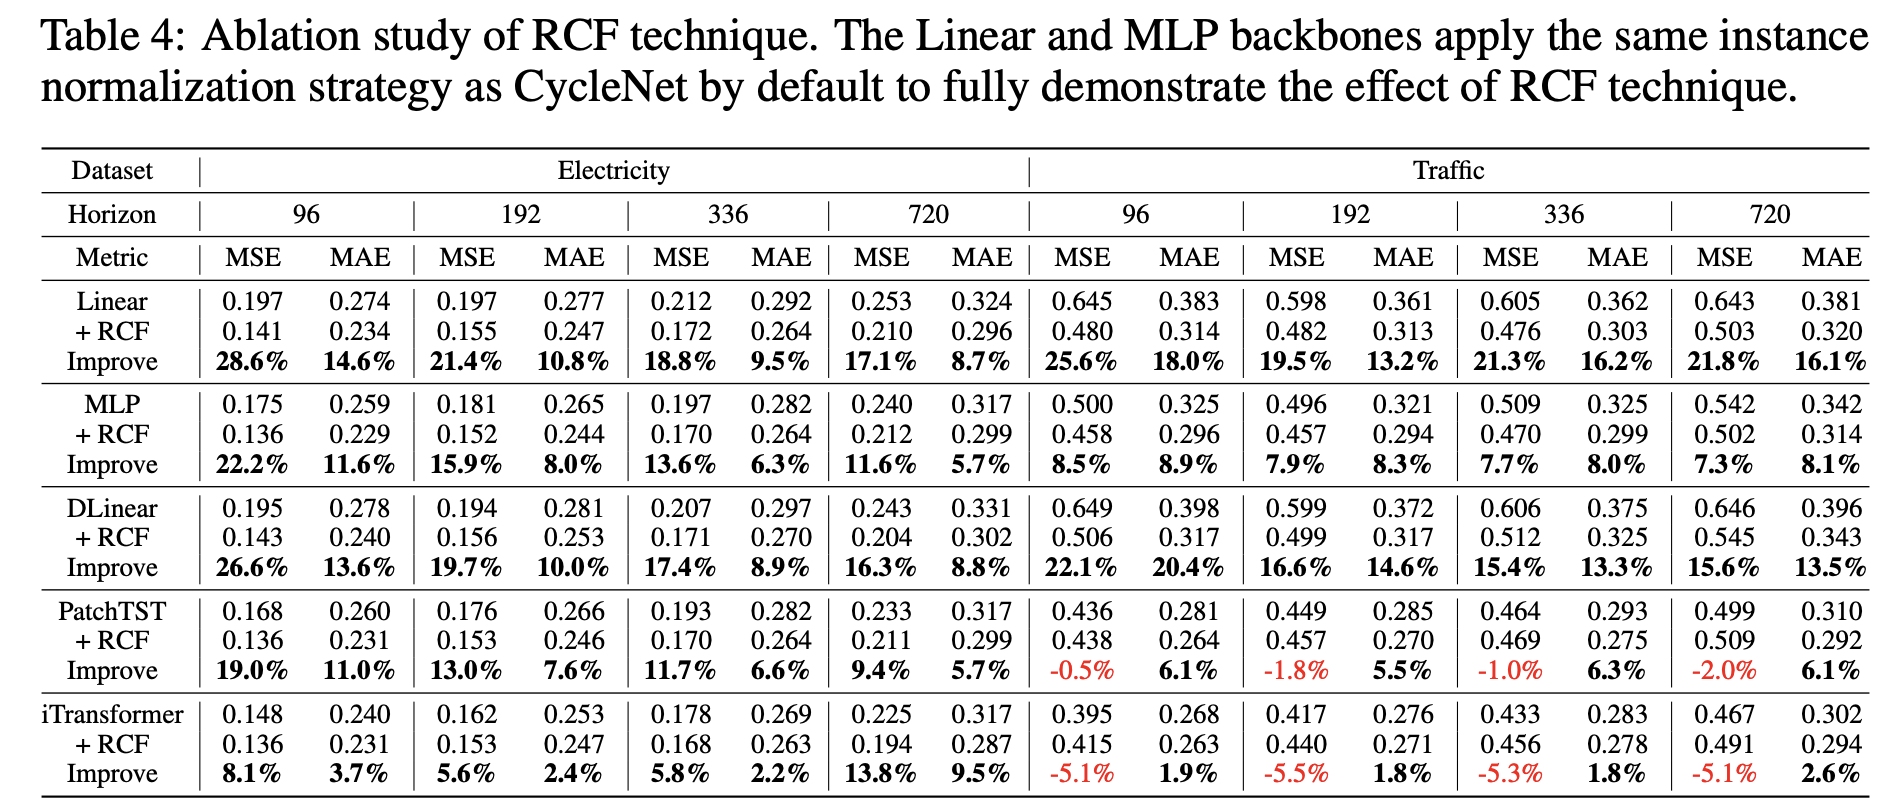 Table 4: Ablation study of RCF technique. The Linear and MLP backbones apply the same instance
normalization strategy as CycleNet by default to fully demonstrate the effect of RCF technique.
Dataset Electricity Traffic
Horizon 96 192 336 720 96 192 336 720
Metric MSE MAE MSE MAE MSE MAE MSE MAE MSE MAE MSE MAE MSE MAE MSE MAE
Linear 0.197 0.274 0.197 0.277 0.212 0.292 0.253 0.324 0.645 0.383 0.598 0.361 0.605 0.362 0.643 0.381
+ RCF 0.141 0.234 0.155 0.247 0.172 0.264 0.210 0.296 0.480 0.314 0.482 0.313 0.476 0.303 0.503 0.320
Improve 28.6% 14.6% 21.4% 10.8% 18.8% 9.5% 17.1% 8.7% 25.6% 18.0% 19.5% 13.2% 21.3% 16.2% 21.8% 16.1%
MLP 0.175 0.259 0.181 0.265 0.197 0.282 0.240 0.317 0.500 0.325 0.496 0.321 0.509 0.325 0.542 0.342
+ RCF 0.136 0.229 0.152 0.244 0.170 0.264 0.212 0.299 0.458 0.296 0.457 0.294 0.470 0.299 0.502 0.314
Improve 22.2% 11.6% 15.9% 8.0% 13.6% 6.3% 11.6% 5.7% 8.5% 8.9% 7.9% 8.3% 7.7% 8.0% 7.3% 8.1%
DLinear 0.195 0.278 0.194 0.281 0.207 0.297 0.243 0.331 0.649 0.398 0.599 0.372 0.606 0.375 0.646 0.396
+ RCF 0.143 0.240 0.156 0.253 0.171 0.270 0.204 0.302 0.506 0.317 0.499 0.317 0.512 0.325 0.545 0.343
Improve 26.6% 13.6% 19.7% 10.0% 17.4% 8.9% 16.3% 8.8% 22.1% 20.4% 16.6% 14.6% 15.4% 13.3% 15.6% 13.5%
PatchTST 0.168 0.260 0.176 0.266 0.193 0.282 0.233 0.317 0.436 0.281 0.449 0.285 0.464 0.293 0.499 0.310
+ RCF 0.136 0.231 0.153 0.246 0.170 0.264 0.211 0.299 0.438 0.264 0.457 0.270 0.469 0.275 0.509 0.292
Improve 19.0% 11.0% 13.0% 7.6% 11.7% 6.6% 9.4% 5.7% -0.5% 6.1% -1.8% 5.5% -1.0% 6.3% -2.0% 6.1%
iTransformer 0.148 0.240 0.162 0.253 0.178 0.269 0.225 0.317 0.395 0.268 0.417 0.276 0.433 0.283 0.467 0.302
+ RCF 0.136 0.231 0.153 0.247 0.168 0.263 0.194 0.287 0.415 0.263 0.440 0.271 0.456 0.278 0.491 0.294
Improve 8.1% 3.7% 5.6% 2.4% 5.8% 2.2% 13.8% 9.5% -5.1% 1.9% -5.5% 1.8% -5.3% 1.8% -5.1% 2.6%